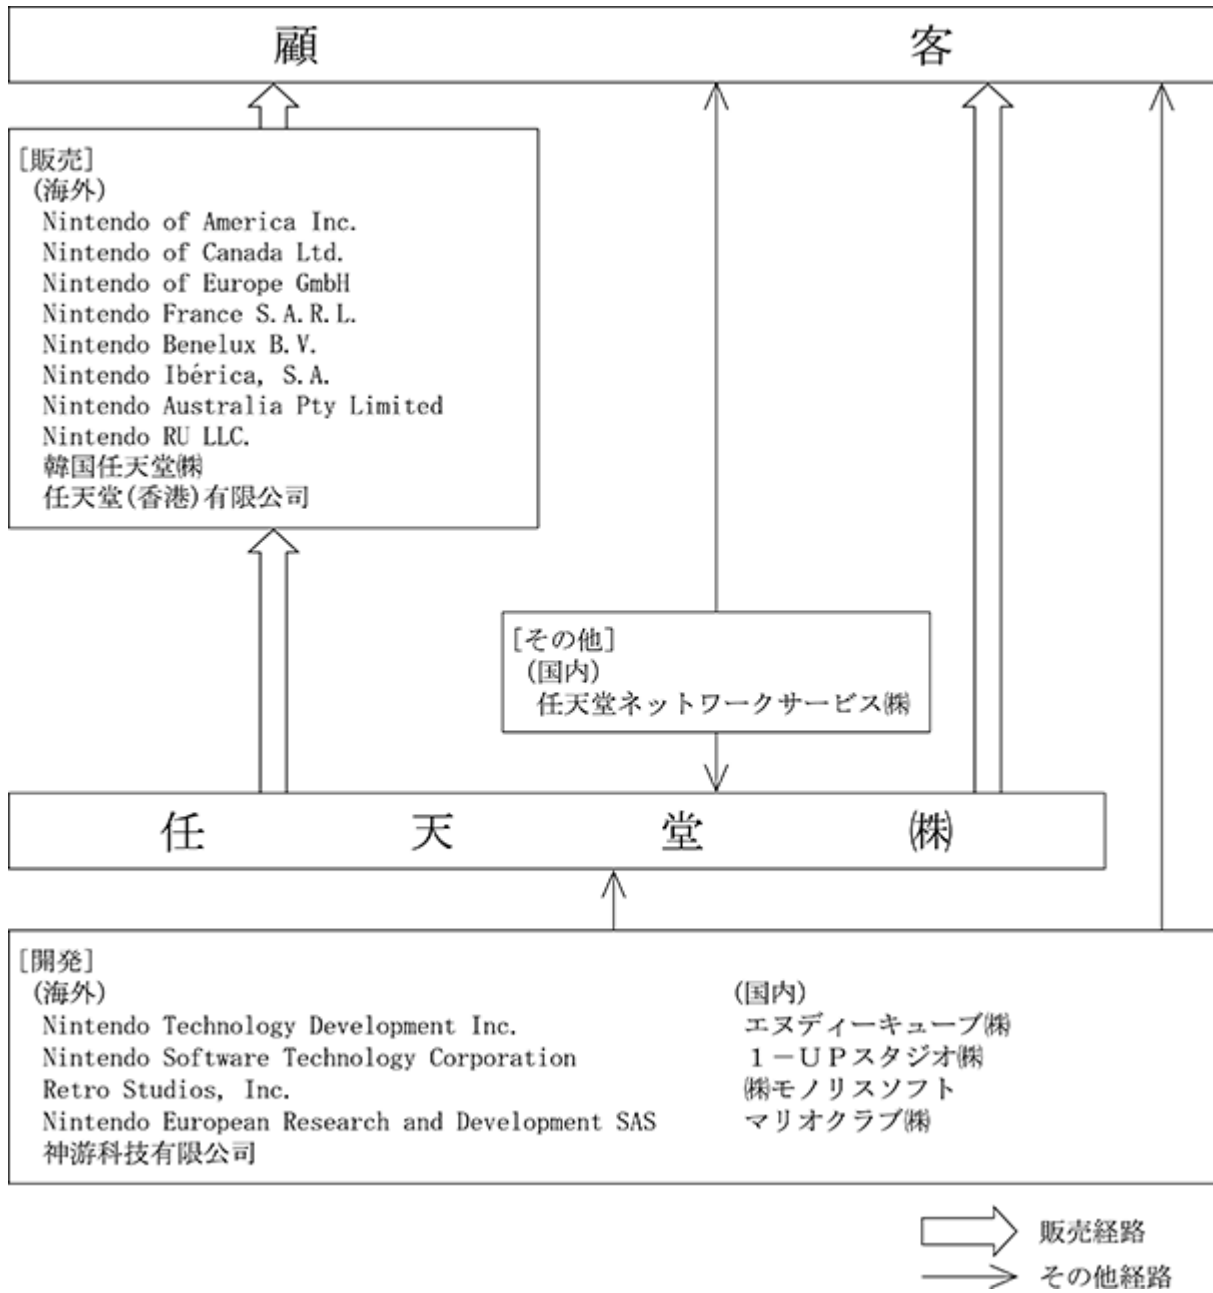 顧客
[販売]
(海外)
Nintendo of America Inc.
Nintendo of Canada Ltd.
Nintendo of Europe GmbH
Nintendo France S.A.R.L.
Nintendo Benelux B.V.
Nintendo Ibérica, S.A.
Nintendo Australia Pty Limited
Nintendo RU LLC.
韓国任天堂㈱
任天堂(香港)有限公司
[その他]
(国内)
任天堂ネットワークサービス㈱
任天堂㈱
[開発]
(海外)
Nintendo Technology Development Inc.
Nintendo Software Technology Corporation
Retro Studios, Inc.
Nintendo European Research and Development SAS
神游科技有限公司
(国内)
エヌディーキューブ㈱
1-UPスタジオ㈱
㈱モノリスソフト
マリオクラブ㈱
販売経路
その他経路